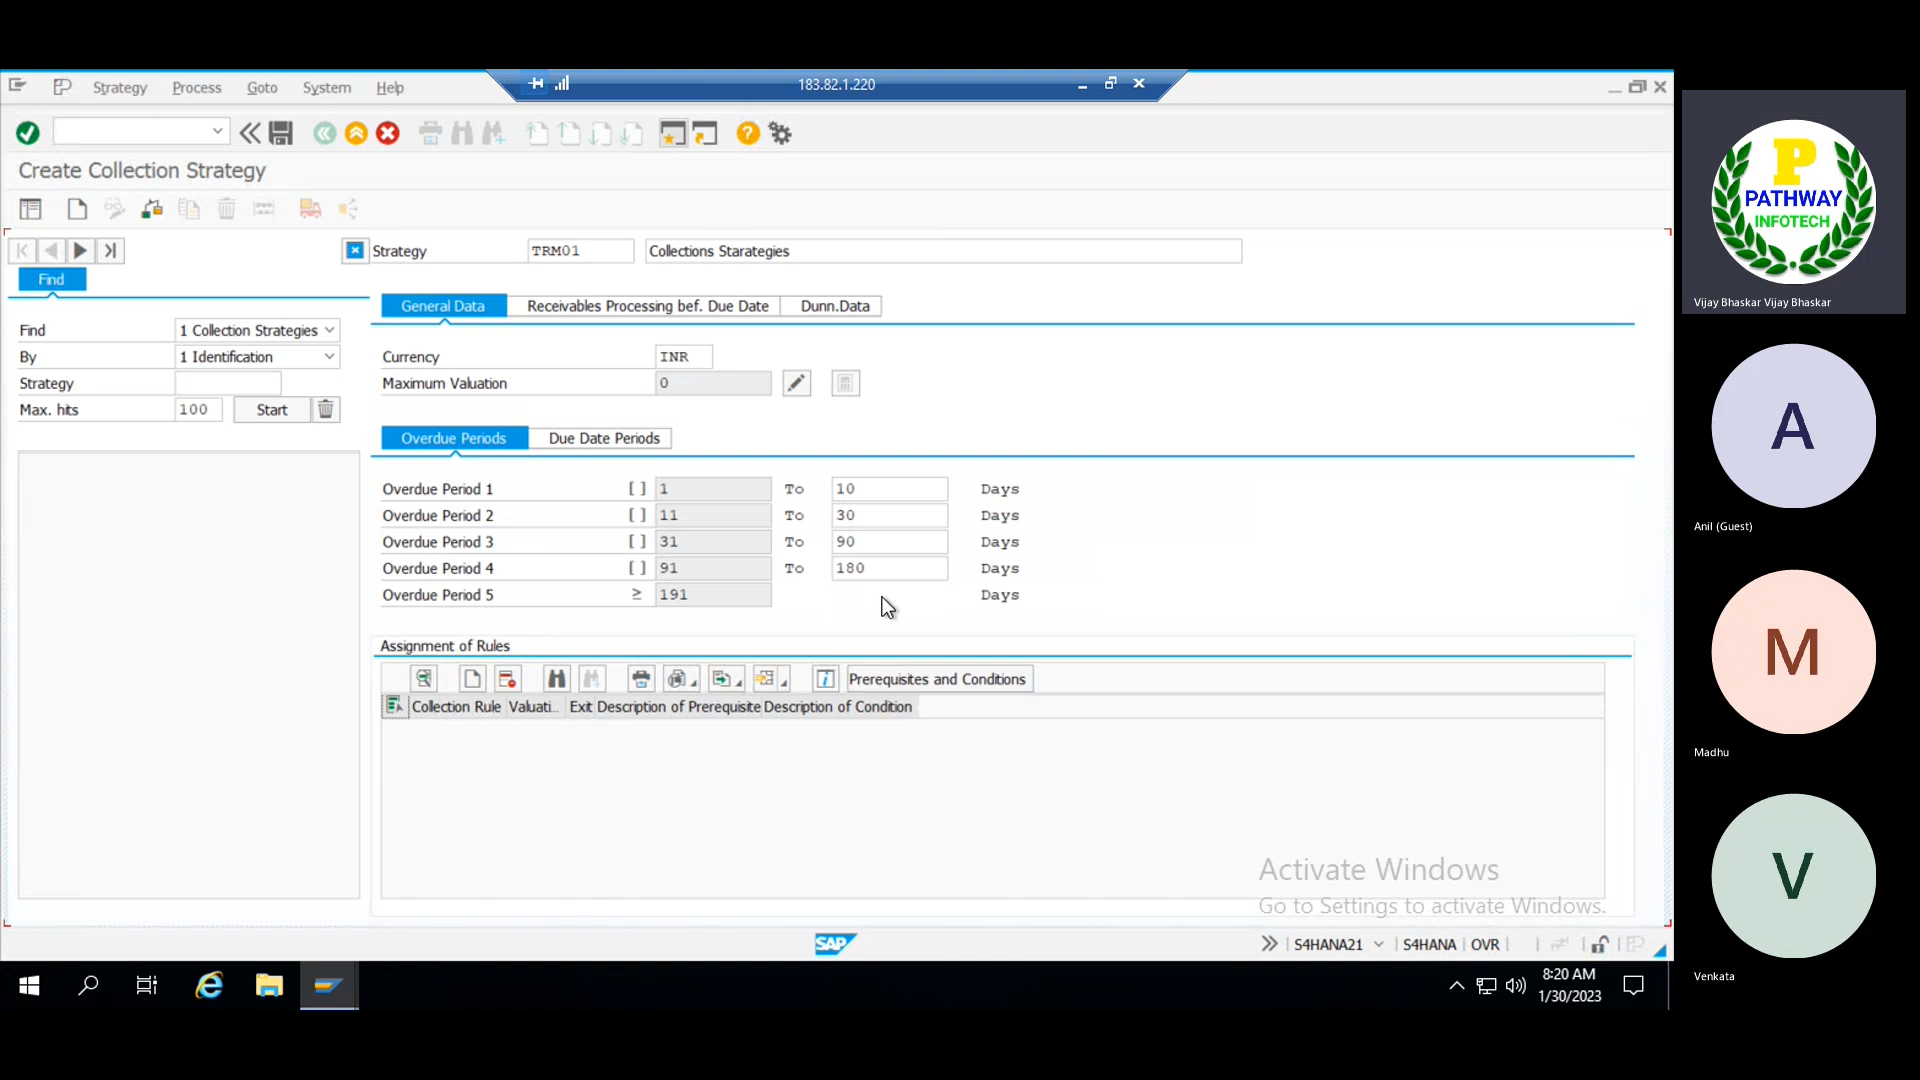 Strategy Process Goto System Help
183.82.1.220
Create Collection Strategy
Strategy TRM01 Collections Starategies
Find
General Data Receivables Processing bef. Due Date Dunn.Data
Find 1 Collection Strategies
By 1 Identification
Strategy
Max. hits 100 Start
Currency INR
Maximum Valuation 0
Overdue Periods Due Date Periods
Overdue Period 1 [ ] 1 To 10 Days
Overdue Period 2 [ ] 11 To 30 Days
Overdue Period 3 [ ] 31 To 90 Days
Overdue Period 4 [ ] 91 To 180 Days
Overdue Period 5 ≥ 191 Days
Assignment of Rules
Prerequisites and Conditions
Collection Rule Valuati... Exit Description of Prerequisite Description of Condition
Activate Windows
Go to Settings to activate Windows.
SAP
S4HANA21 S4HANA OVR
8:20 AM
1/30/2023
P
PATHWAY
INFOTECH
Vijay Bhaskar Vijay Bhaskar
A
Anil (Guest)
M
Madhu
V
Venkata